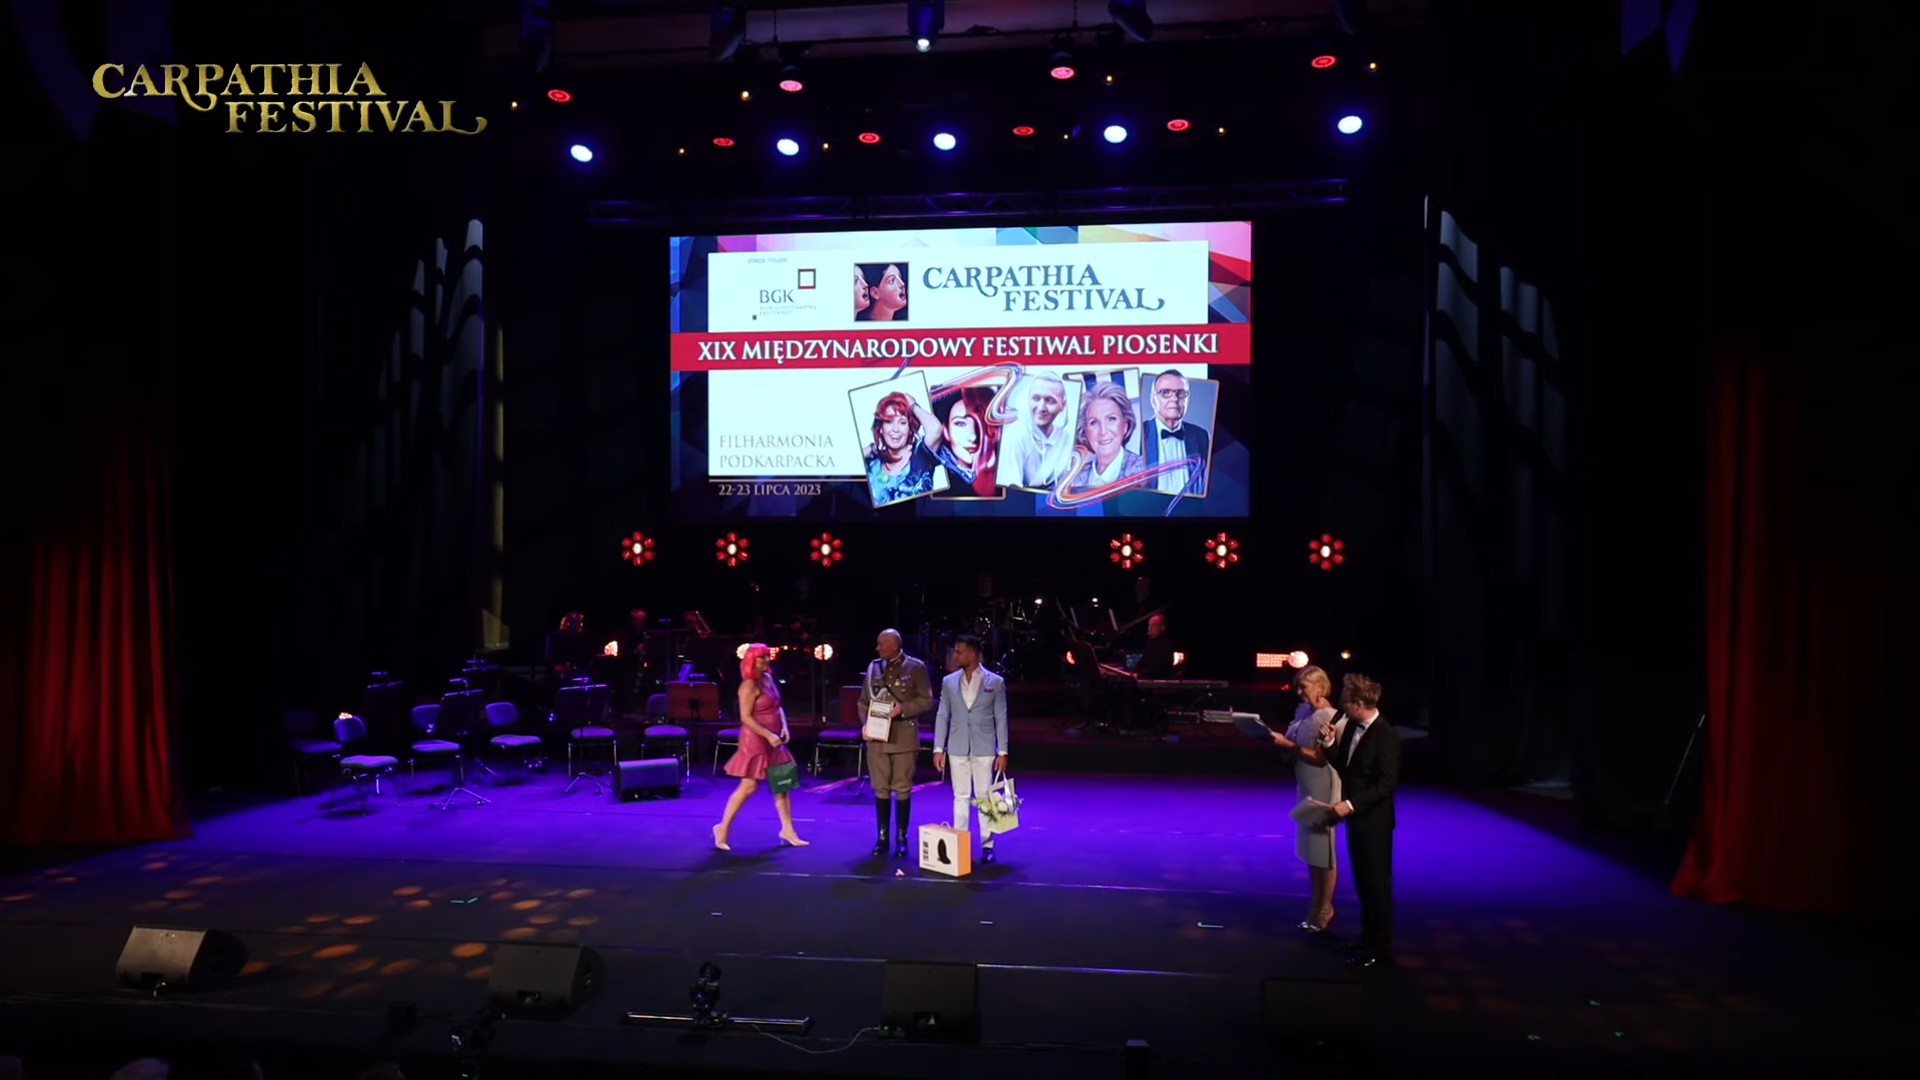 CARPATHIA
FESTIVAL
BGK
CARPATHIA
FESTIVAL
XIX MIĘDZYNARODOWY FESTIWAL PIOSENKI
FILHARMONIA
PODKARPACKA
22-23 LIPCA 2023